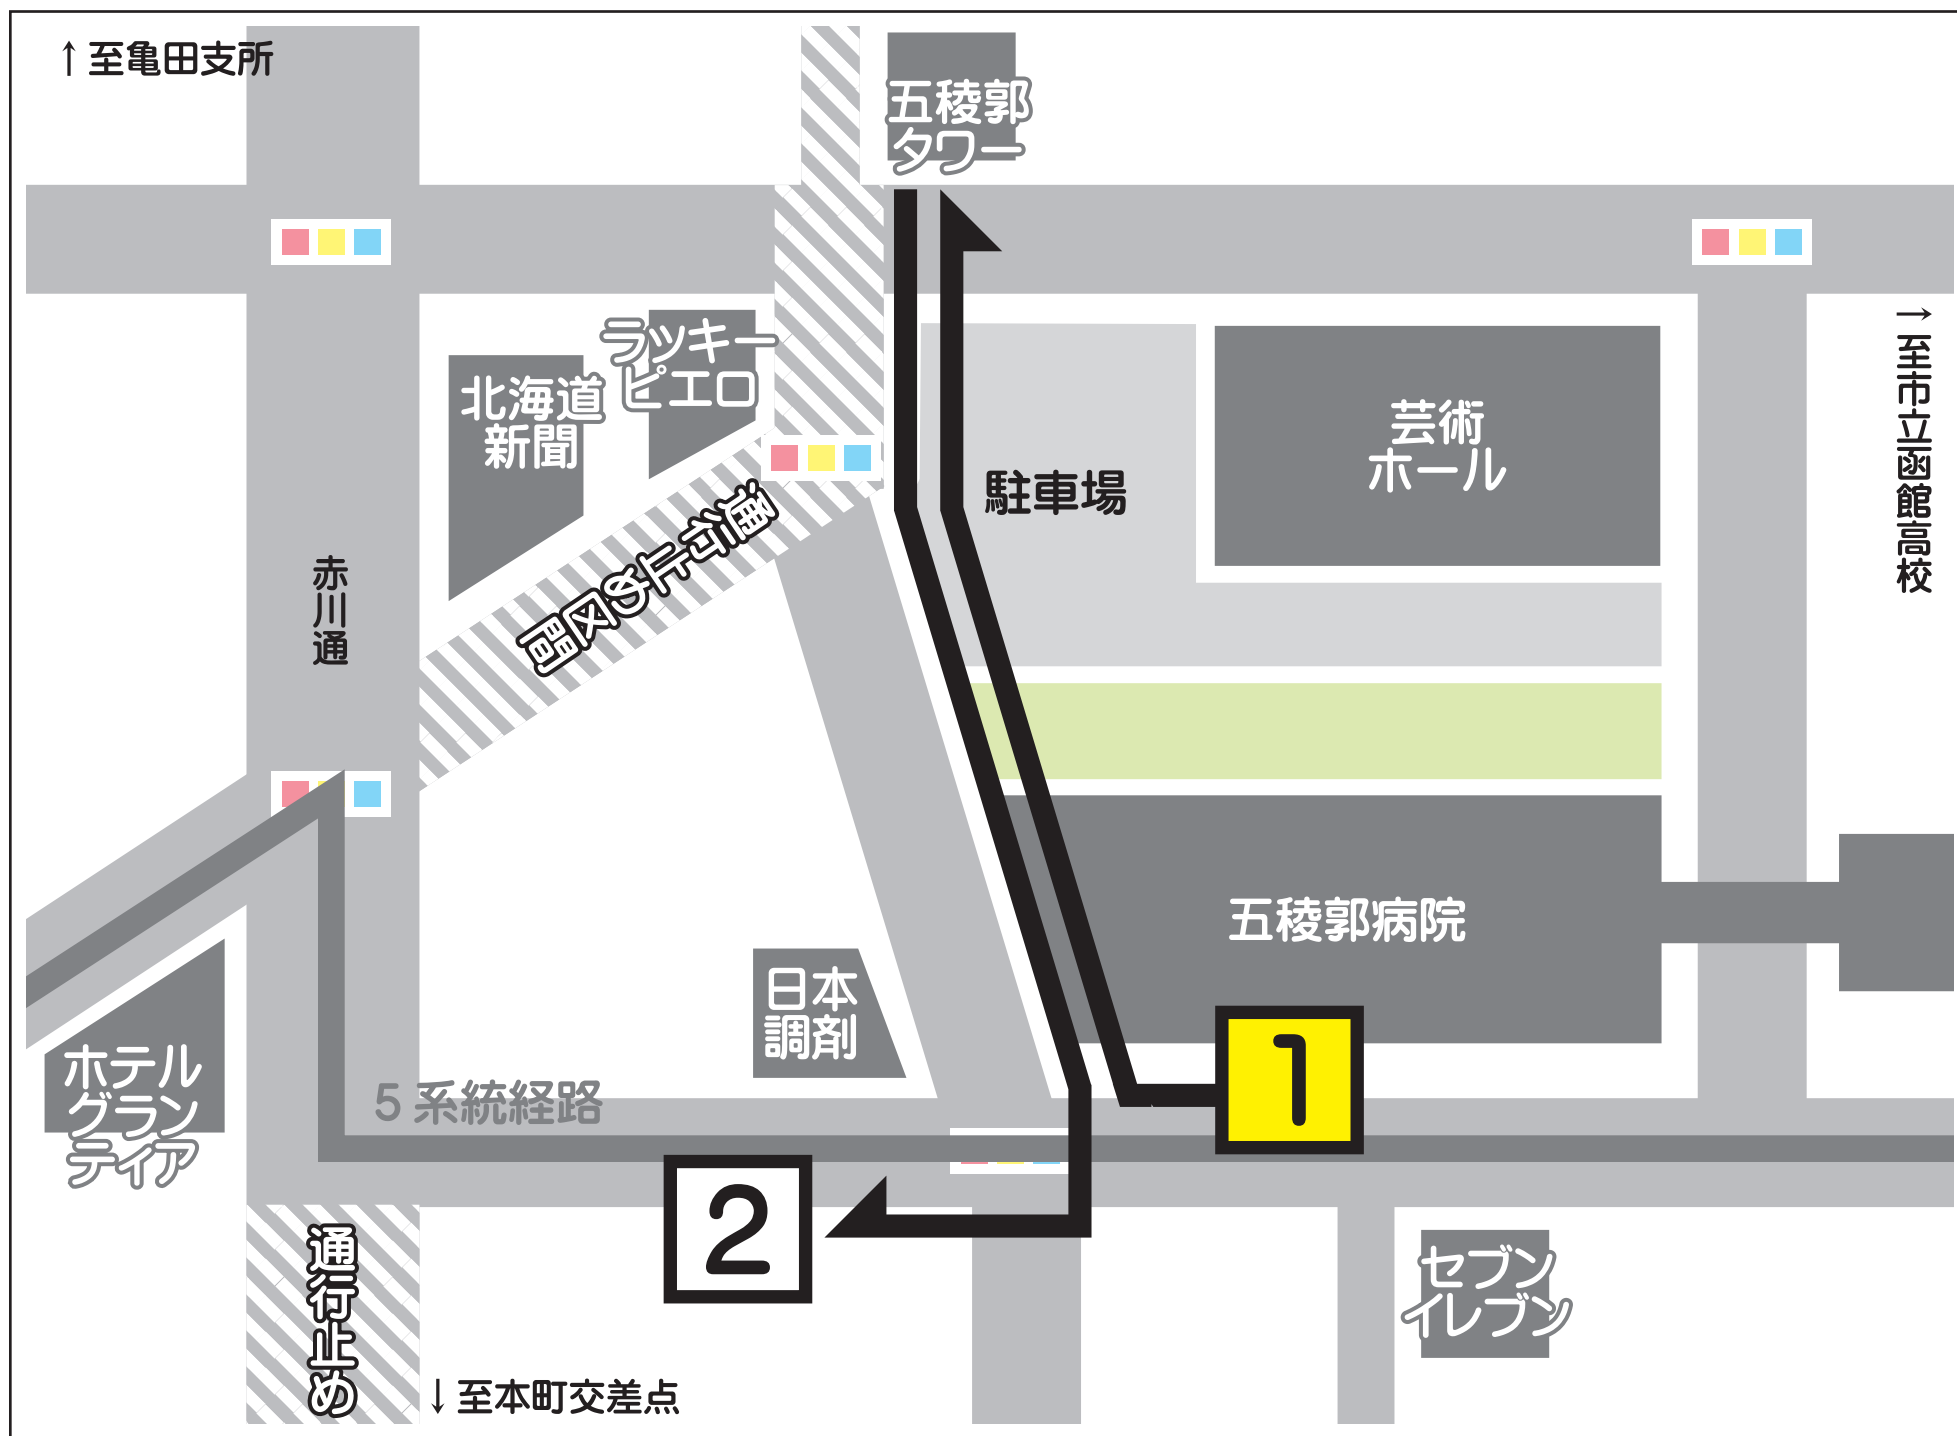 ↑至亀田支所
五稜郭
タワー
ラッキー
ピエロ
北海道
新聞
芸術
ホール
駐車場
→至市立函館高校
通行止め区間
赤川通
五稜郭病院
日本
調剤
1
ホテル
グラン
ティア
5系統経路
2
通行止め
セブン
イレブン
↓至本町交差点